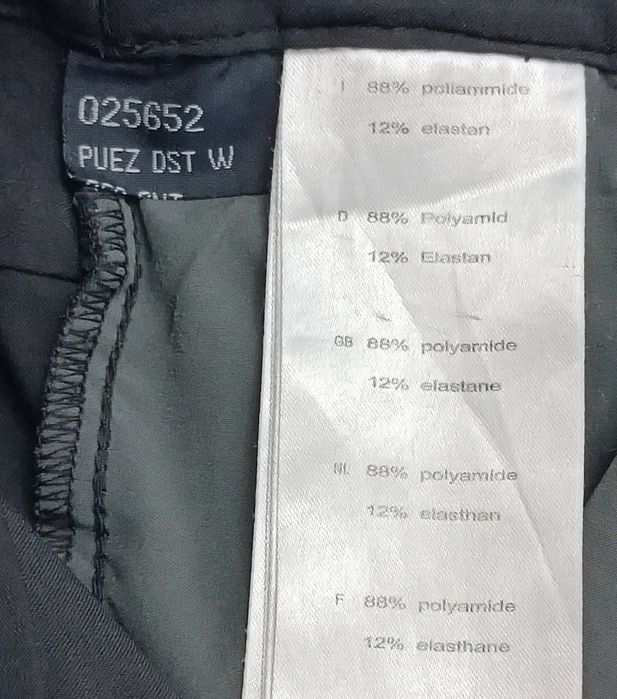 025652
PUEZ DST W
I 88% poliammide
12% elastan
D 88% Polyamid
12% Elastan
GB 88% polyamide
12% elastane
NL 88% polyamide
12% elasthan
F 88% polyamide
12% elasthane